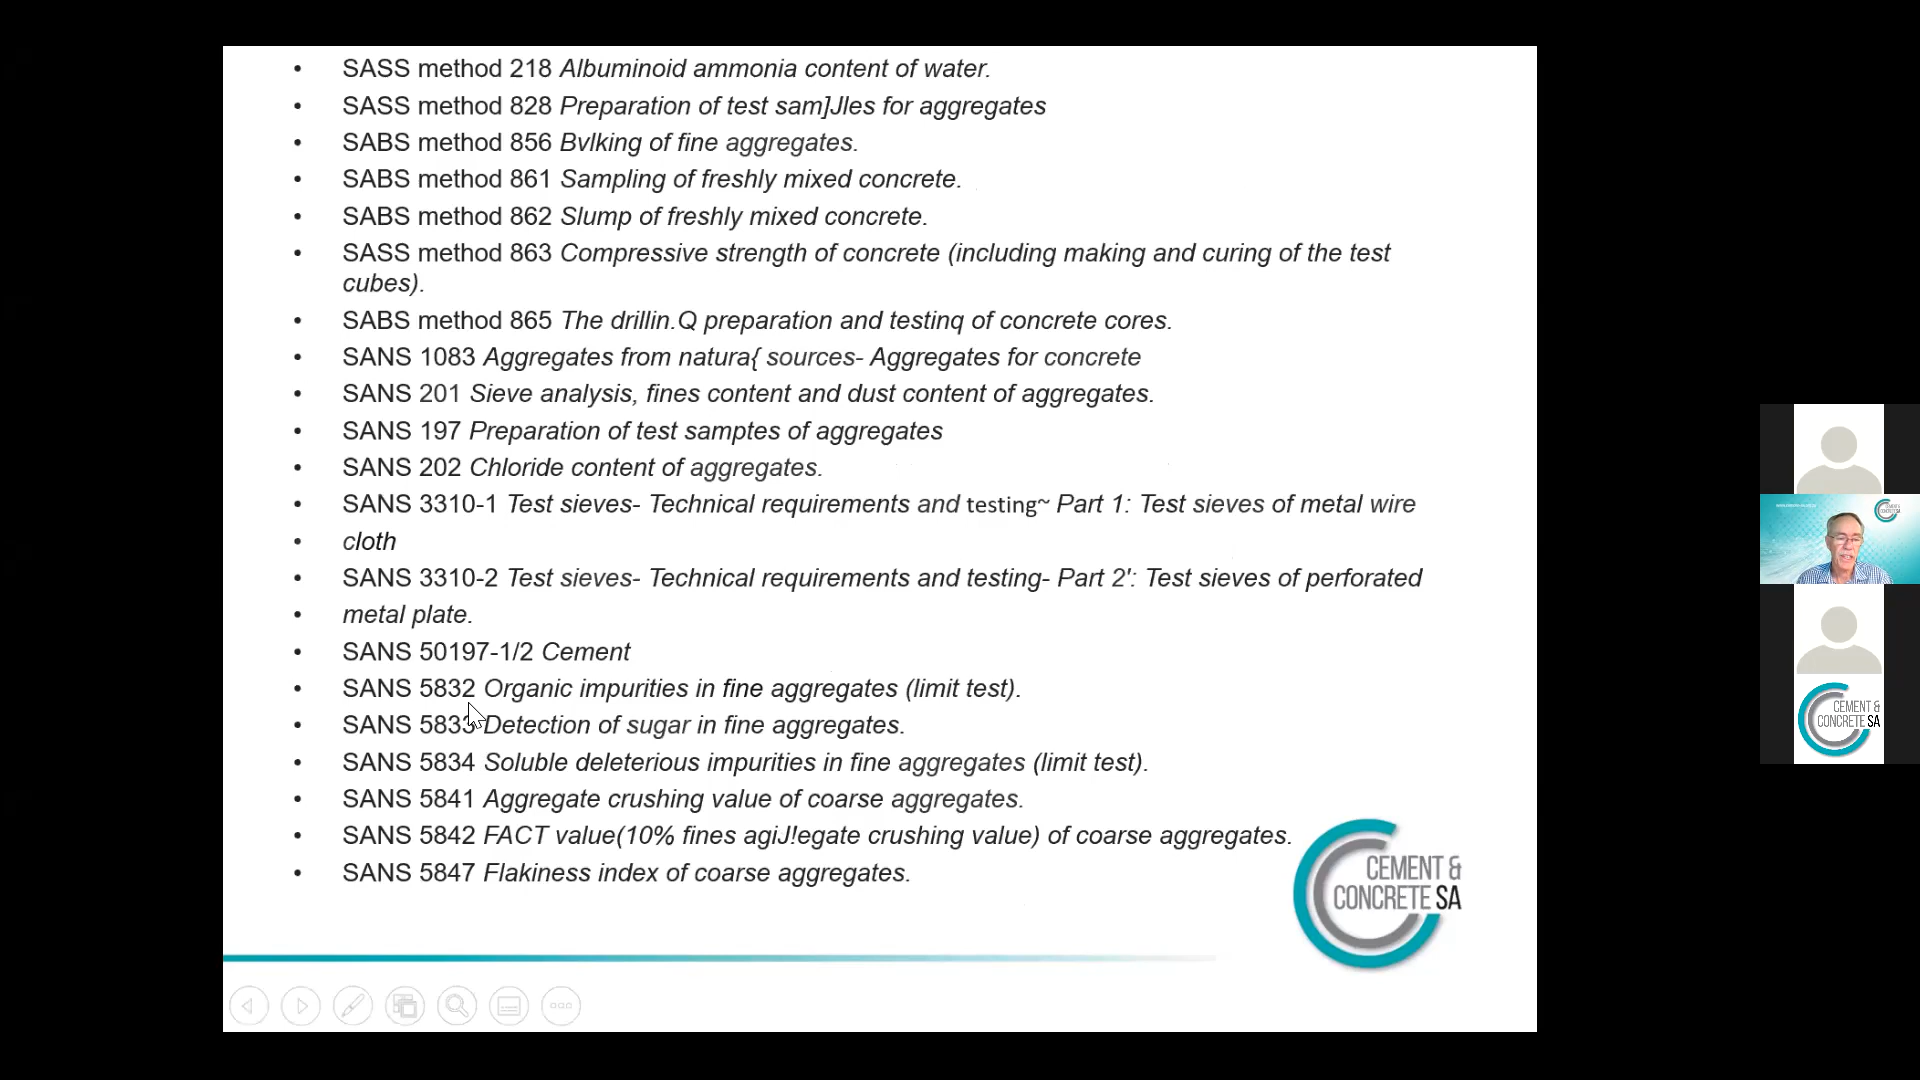 • SASS method 218 Albuminoid ammonia content of water.
• SASS method 828 Preparation of test sam]Jles for aggregates
• SABS method 856 Bvlking of fine aggregates.
• SABS method 861 Sampling of freshly mixed concrete.
• SABS method 862 Slump of freshly mixed concrete.
• SASS method 863 Compressive strength of concrete (including making and curing of the test
cubes).
• SABS method 865 The drillin.Q preparation and testinq of concrete cores.
• SANS 1083 Aggregates from natura{ sources- Aggregates for concrete
• SANS 201 Sieve analysis, fines content and dust content of aggregates.
• SANS 197 Preparation of test samptes of aggregates
• SANS 202 Chloride content of aggregates.
• SANS 3310-1 Test sieves- Technical requirements and testing~ Part 1: Test sieves of metal wire
• cloth
• SANS 3310-2 Test sieves- Technical requirements and testing- Part 2': Test sieves of perforated
• metal plate.
• SANS 50197-1/2 Cement
• SANS 5832 Organic impurities in fine aggregates (limit test).
• SANS 5833 Detection of sugar in fine aggregates.
• SANS 5834 Soluble deleterious impurities in fine aggregates (limit test).
• SANS 5841 Aggregate crushing value of coarse aggregates.
• SANS 5842 FACT value(10% fines agiJ!egate crushing value) of coarse aggregates.
• SANS 5847 Flakiness index of coarse aggregates.
CEMENT &
CONCRETE SA
CEMENT &
CONCRETE SA